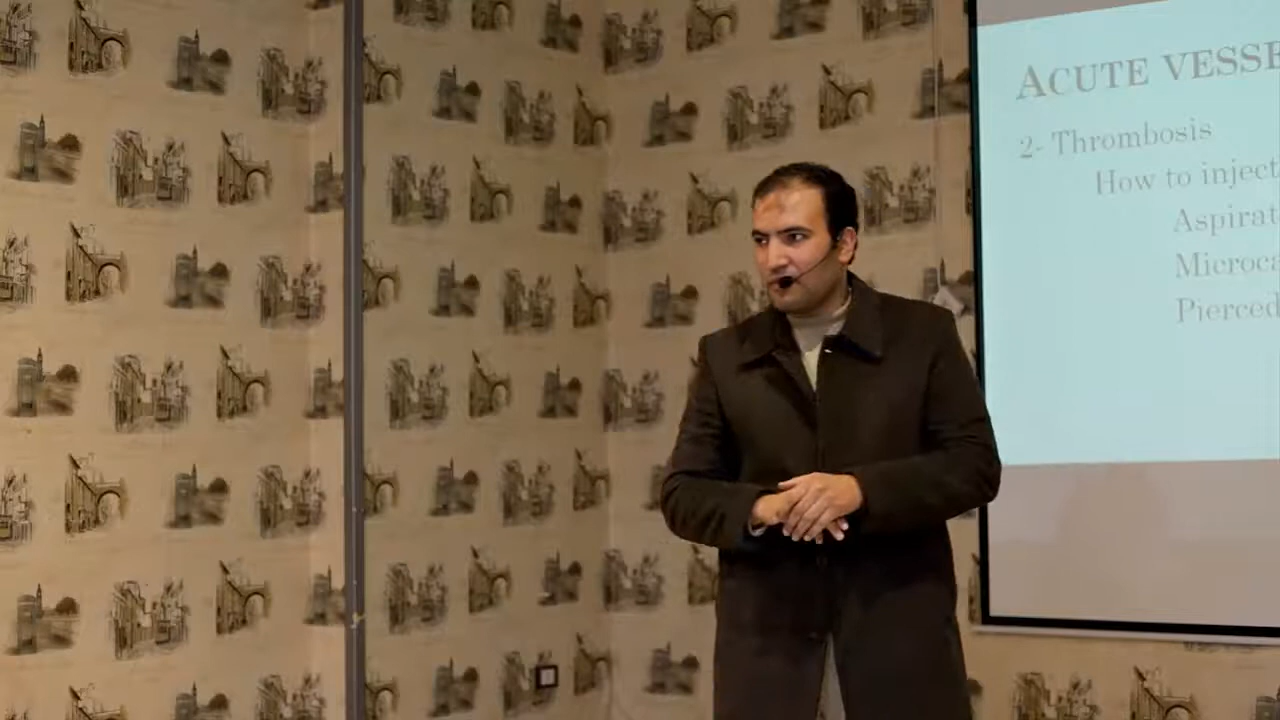 ACUTE VESSE
2- Thrombosis
How to inject
Aspirat
Microca
Pierced